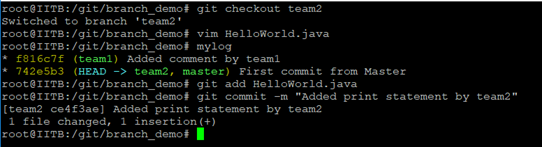 root@IITB:/git/branch_demo# git checkout team2
Switched to branch 'team2'
root@IITB:/git/branch_demo# vim HelloWorld.java
root@IITB:/git/branch_demo# mylog
* f816c7f (team1) Added comment by team1
* 742e5b3 (HEAD -> team2, master) First commit from Master
root@IITB:/git/branch_demo# git add HelloWorld.java
root@IITB:/git/branch_demo# git commit -m "Added print statement by team2"
[team2 ce4f3ae] Added print statement by team2
 1 file changed, 1 insertion(+)
root@IITB:/git/branch_demo#